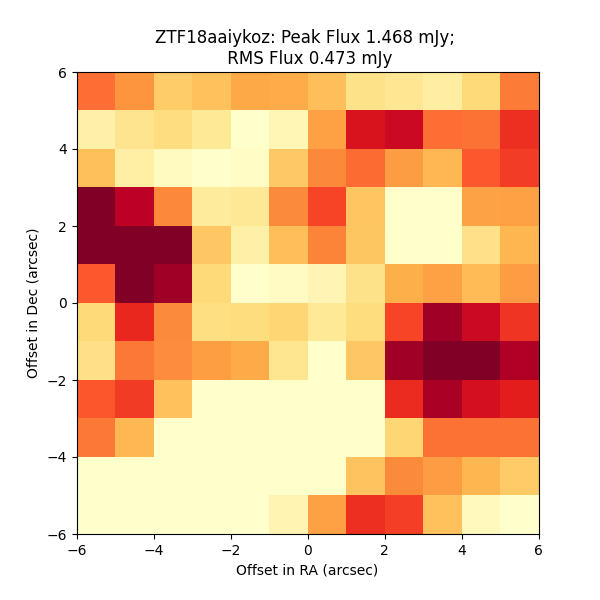 ZTF18aaiykoz: Peak Flux 1.468 mJy;
RMS Flux 0.473 mJy
6
4
2
0
−2
−4
−6
Offset in Dec (arcsec)
−6 −4 −2 0 2 4 6
Offset in RA (arcsec)